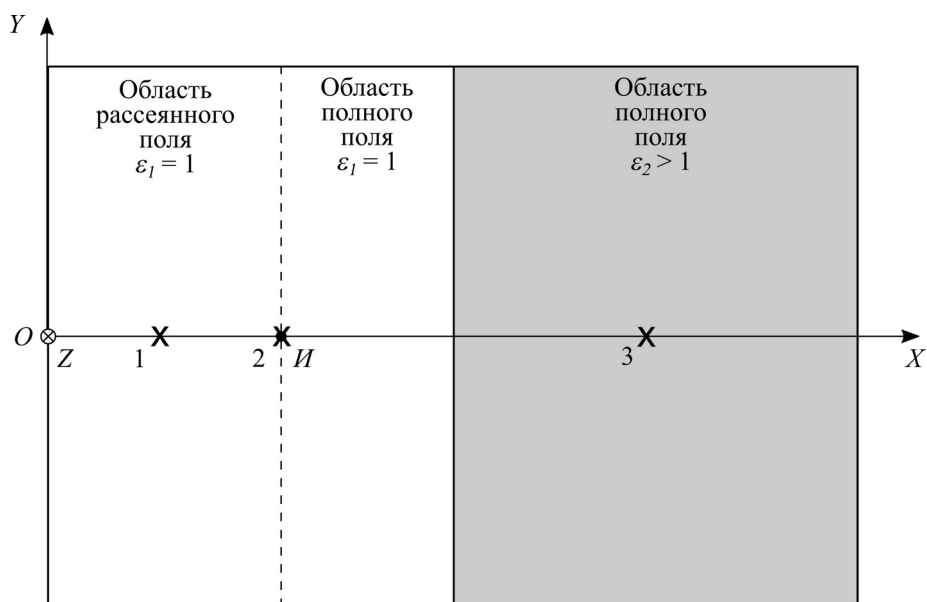 Y
Область
рассеянного
поля
ε₁ = 1
Область
полного
поля
ε₁ = 1
Область
полного
поля
ε₂ > 1
O
Z
1
2
И
3
X